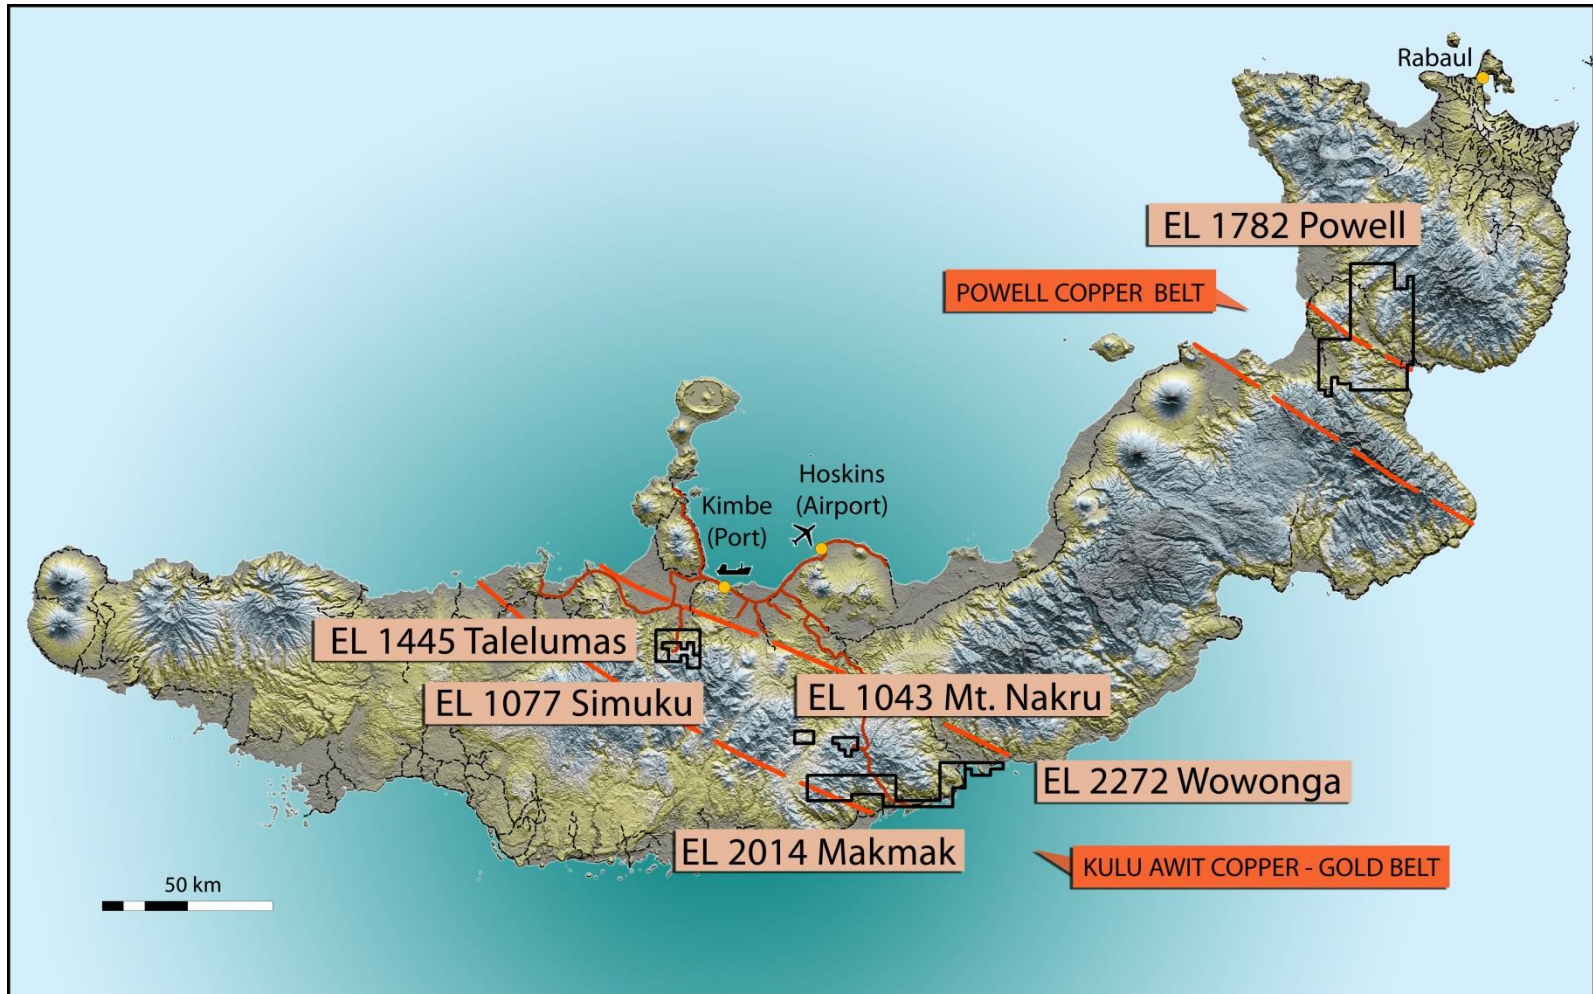 Rabaul
EL 1782 Powell
POWELL COPPER BELT
Hoskins
(Airport)
Kimbe
(Port)
EL 1445 Talelumas
EL 1077 Simuku
EL 1043 Mt. Nakru
EL 2272 Wowonga
EL 2014 Makmak
KULU AWIT COPPER - GOLD BELT
50 km